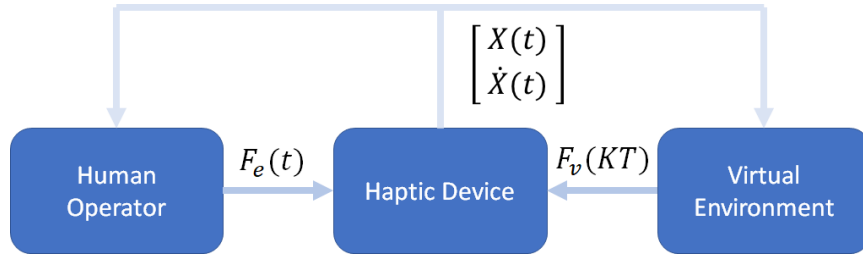 X(t)
Ẋ(t)
Human
Operator
F_e(t)
Haptic Device
F_v(KT)
Virtual
Environment